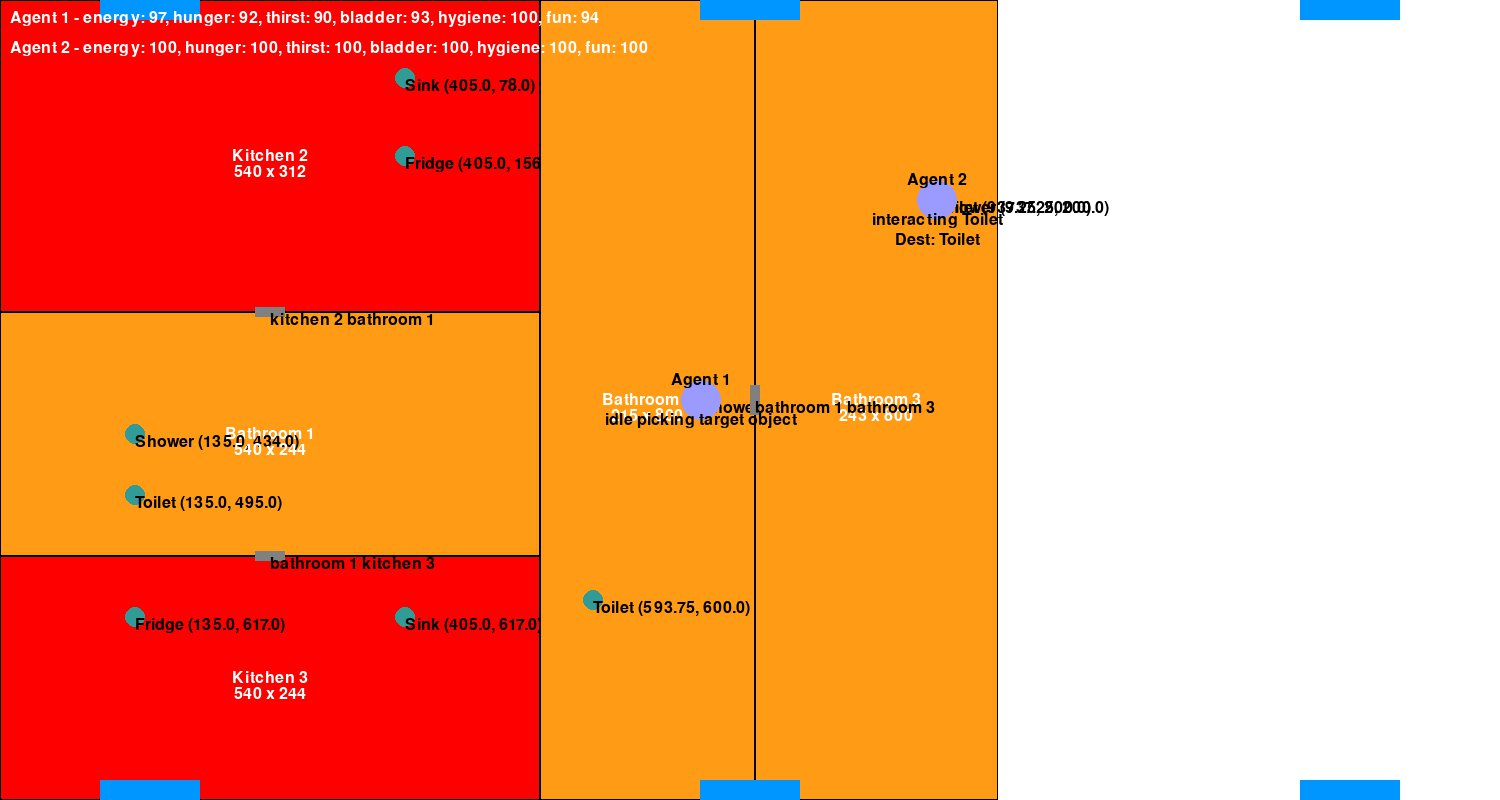 Agent 1 - energy: 97, hunger: 92, thirst: 90, bladder: 93, hygiene: 100, fun: 94
Agent 2 - energy: 100, hunger: 100, thirst: 100, bladder: 100, hygiene: 100, fun: 100
Sink (405.0, 78.0)
Kitchen 2
540 x 312
Fridge (405.0, 156
Agent 2
interacting Toilet
Dest: Toilet
kitchen 2 bathroom 1
Agent 1
Bathroom
Bathroom 3
243 x 800
bathroom 1 bathroom 3
idle picking target object
Bathroom 1
540 x 244
Shower (135.0, 434.0)
Toilet (135.0, 495.0)
bathroom 1 kitchen 3
Toilet (593.75, 600.0)
Fridge (135.0, 617.0)
Sink (405.0, 617.0)
Kitchen 3
540 x 244